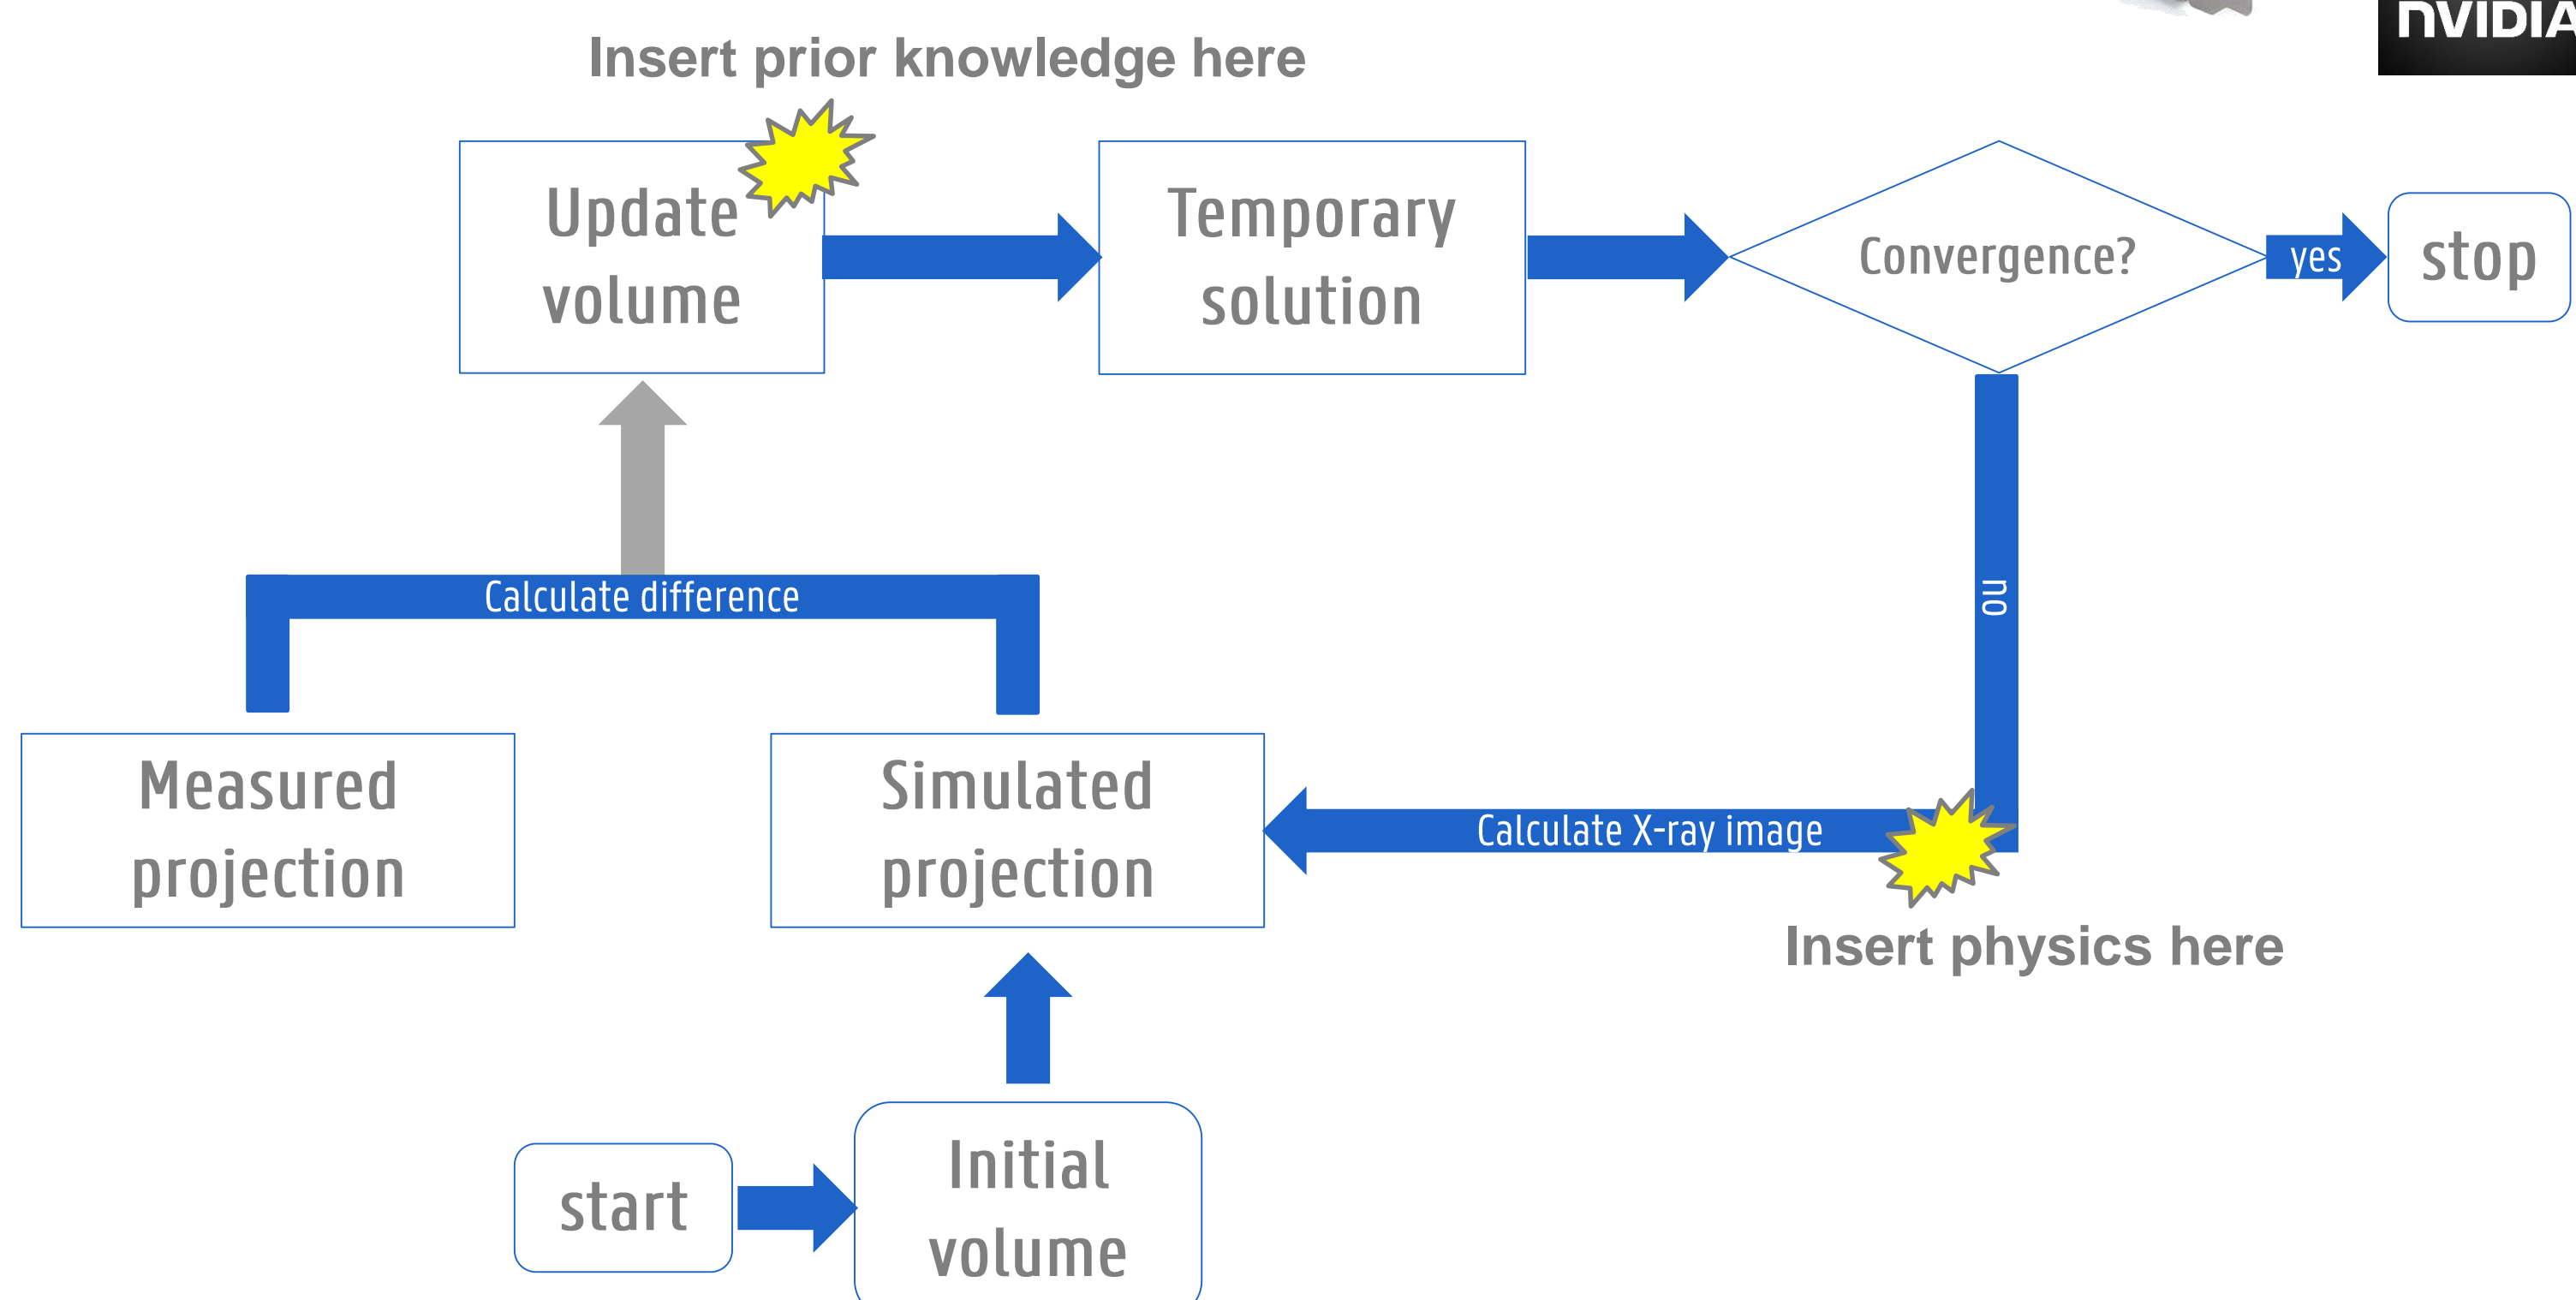 NVIDIA
Insert prior knowledge here
Update
volume
Temporary
solution
Convergence?
yes
stop
Calculate difference
no
Measured
projection
Simulated
projection
Calculate X-ray image
Insert physics here
start
Initial
volume